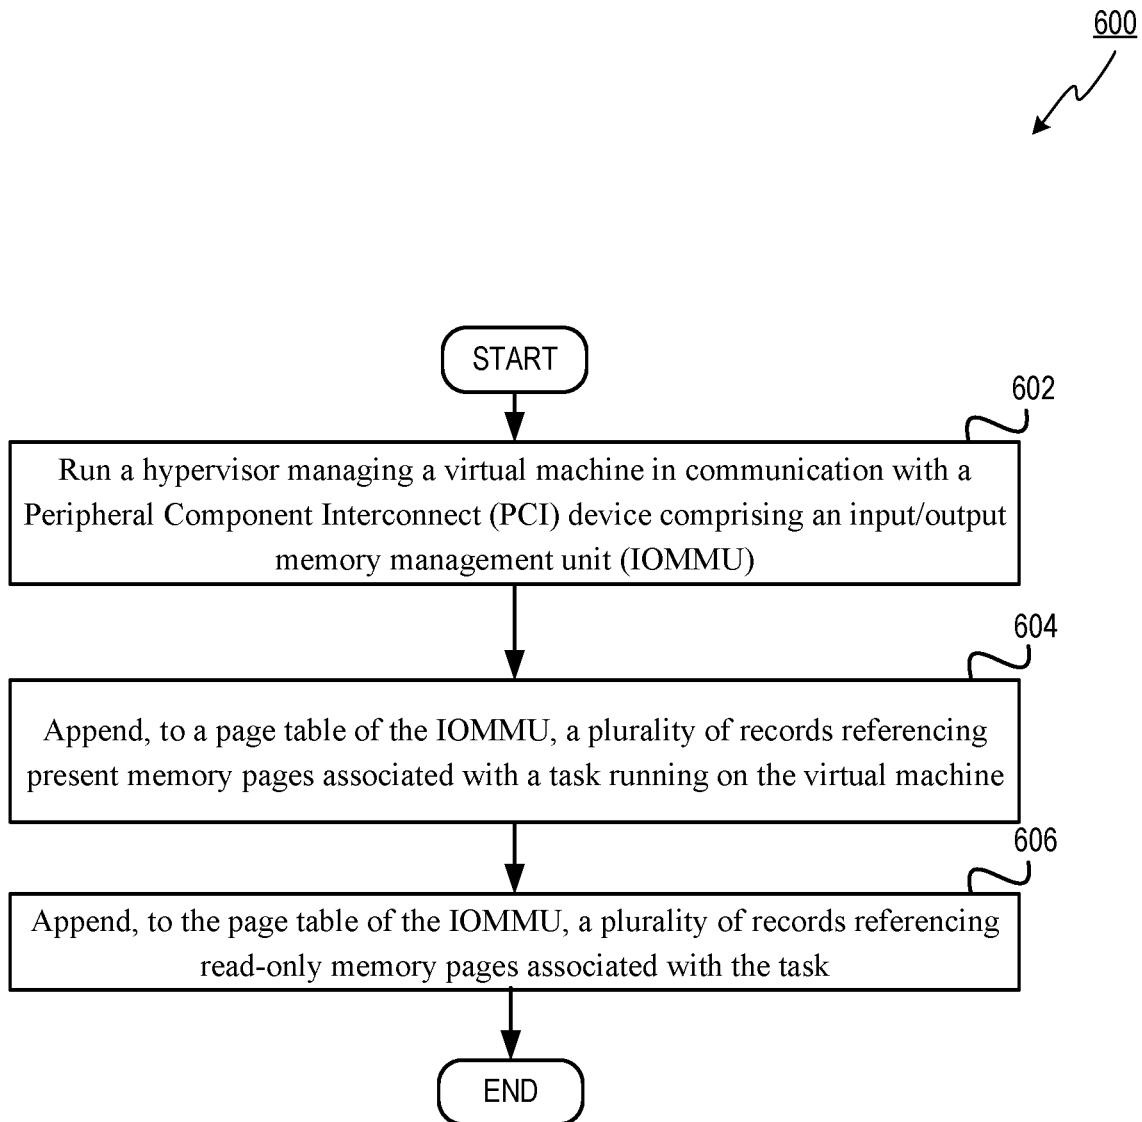 600
START
602
Run a hypervisor managing a virtual machine in communication with a
Peripheral Component Interconnect (PCI) device comprising an input/output
memory management unit (IOMMU)
604
Append, to a page table of the IOMMU, a plurality of records referencing
present memory pages associated with a task running on the virtual machine
606
Append, to the page table of the IOMMU, a plurality of records referencing
read-only memory pages associated with the task
END